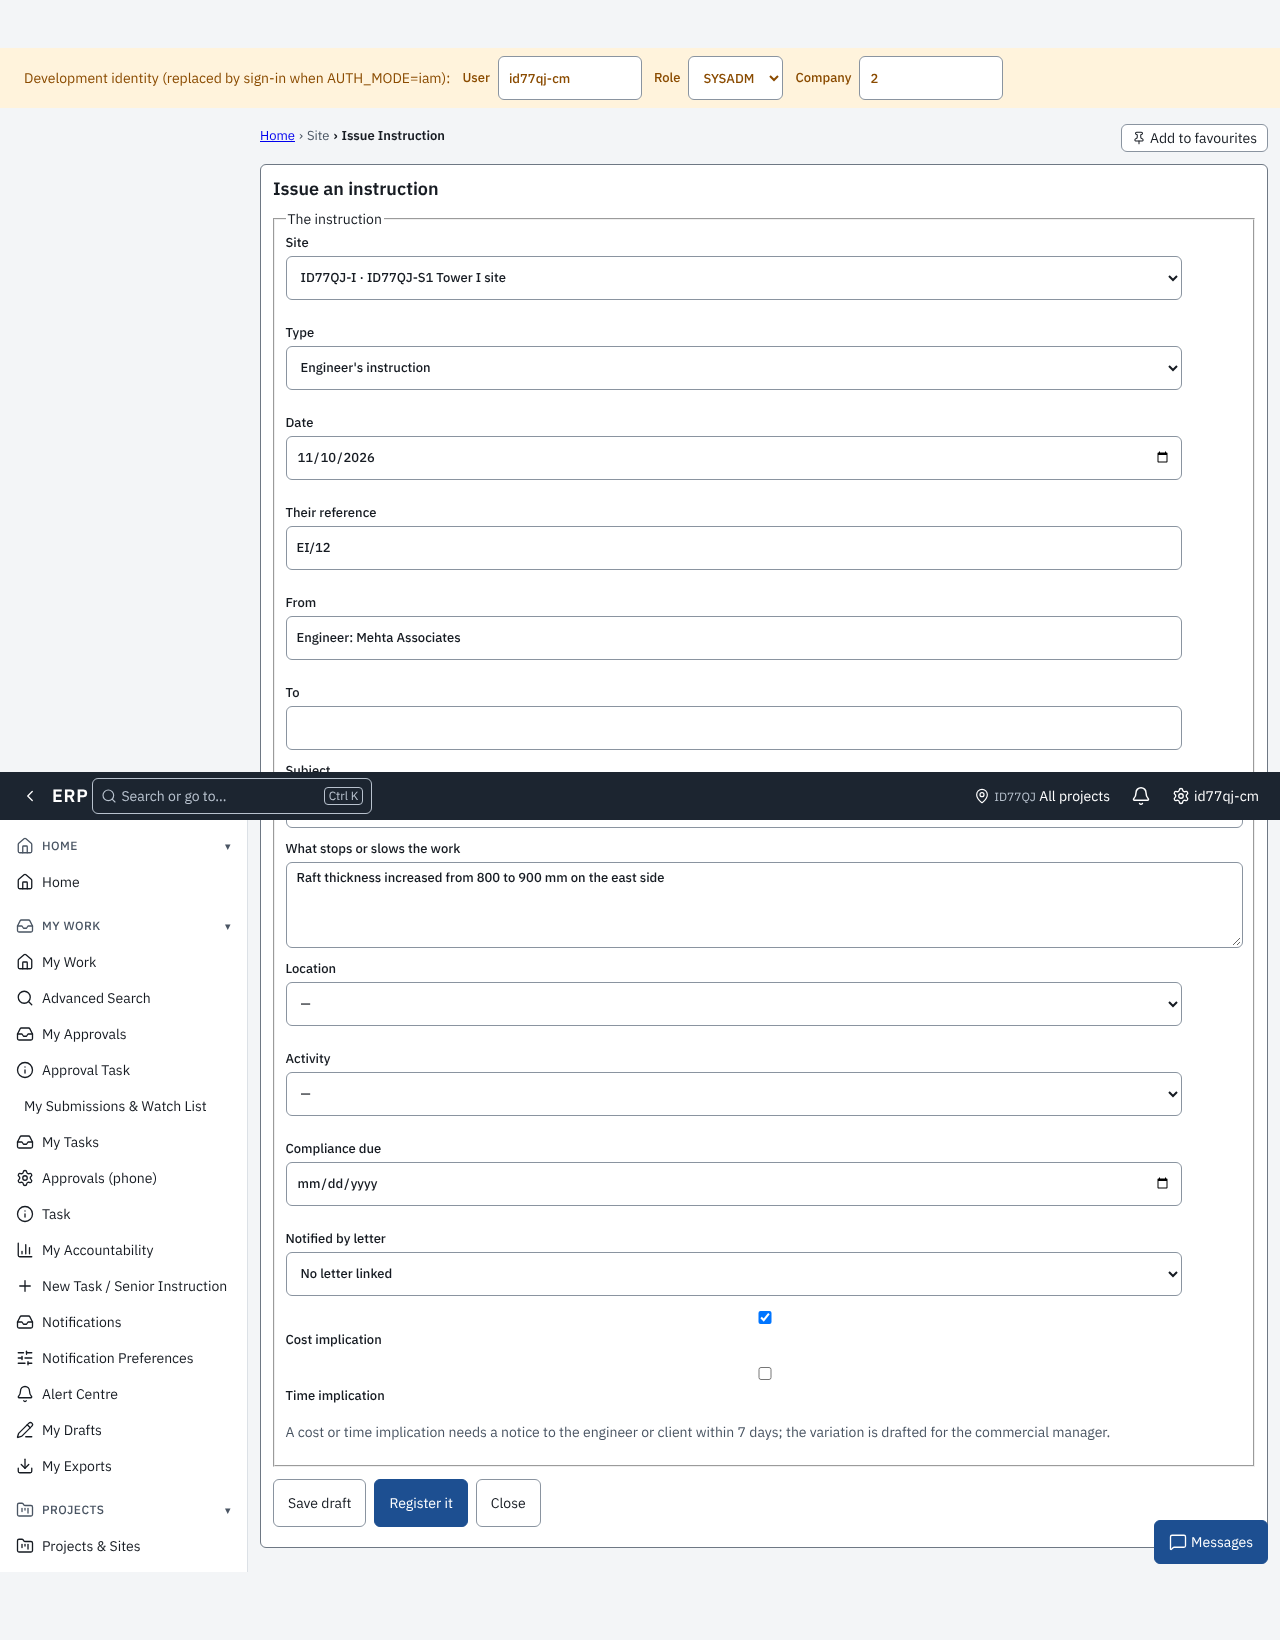 Development identity (replaced by sign-in when AUTH_MODE=iam): User id77qj-cm Role SYSADM Company 2
Home › Site › Issue Instruction
Add to favourites
Issue an instruction
The instruction
Site
ID77QJ-I · ID77QJ-S1 Tower I site
Type
Engineer's instruction
Date
11/10/2026
Their reference
EI/12
From
Engineer: Mehta Associates
To
Subject
ERP
Search or go to...
Ctrl K
ID77QJ All projects
id77qj-cm
HOME
Home
MY WORK
My Work
Advanced Search
My Approvals
Approval Task
My Submissions & Watch List
My Tasks
Approvals (phone)
Task
My Accountability
New Task / Senior Instruction
Notifications
Notification Preferences
Alert Centre
My Drafts
My Exports
PROJECTS
Projects & Sites
What stops or slows the work
Raft thickness increased from 800 to 900 mm on the east side
Location
—
Activity
—
Compliance due
mm/dd/yyyy
Notified by letter
No letter linked
Cost implication
Time implication
A cost or time implication needs a notice to the engineer or client within 7 days; the variation is drafted for the commercial manager.
Save draft
Register it
Close
Messages